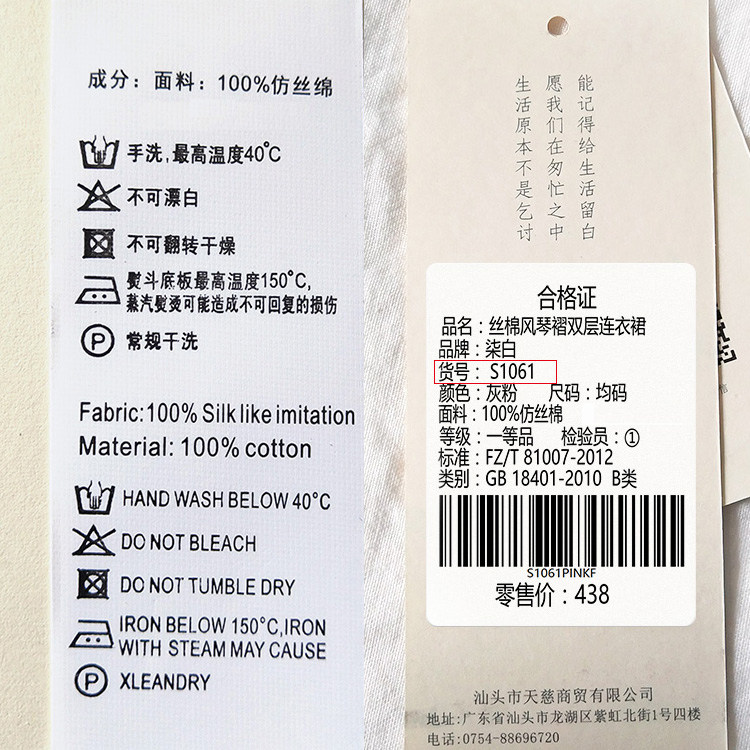 成分：面料：100%仿丝绵
手洗,最高温度40°C
不可漂白
不可翻转干燥
熨斗底板最高温度150°C,
蒸汽熨烫可能造成不可回复的损伤
常规干洗
Fabric:100% Silk like imitation
Material: 100% cotton
HAND WASH BELOW 40°C
DO NOT BLEACH
DO NOT TUMBLE DRY
IRON BELOW 150°C,IRON
WITH STEAM MAY CAUSE
XLEANDRY
能记得给生活留白
愿我们在匆忙之中
生活原本不是乞讨
合格证
品名：丝棉风琴褶双层连衣裙
品牌：柒白
货号： S1061
颜色：灰粉 尺码：均码
面料：100%仿丝棉
等级：一等品 检验员：①
标准：FZ/T 81007-2012
类别：GB 18401-2010 B类
S1061PINKF
零售价：438
汕头市天慈商贸有限公司
地址:广东省汕头市龙湖区紫虹北街1号四楼
电话：0754-88696720